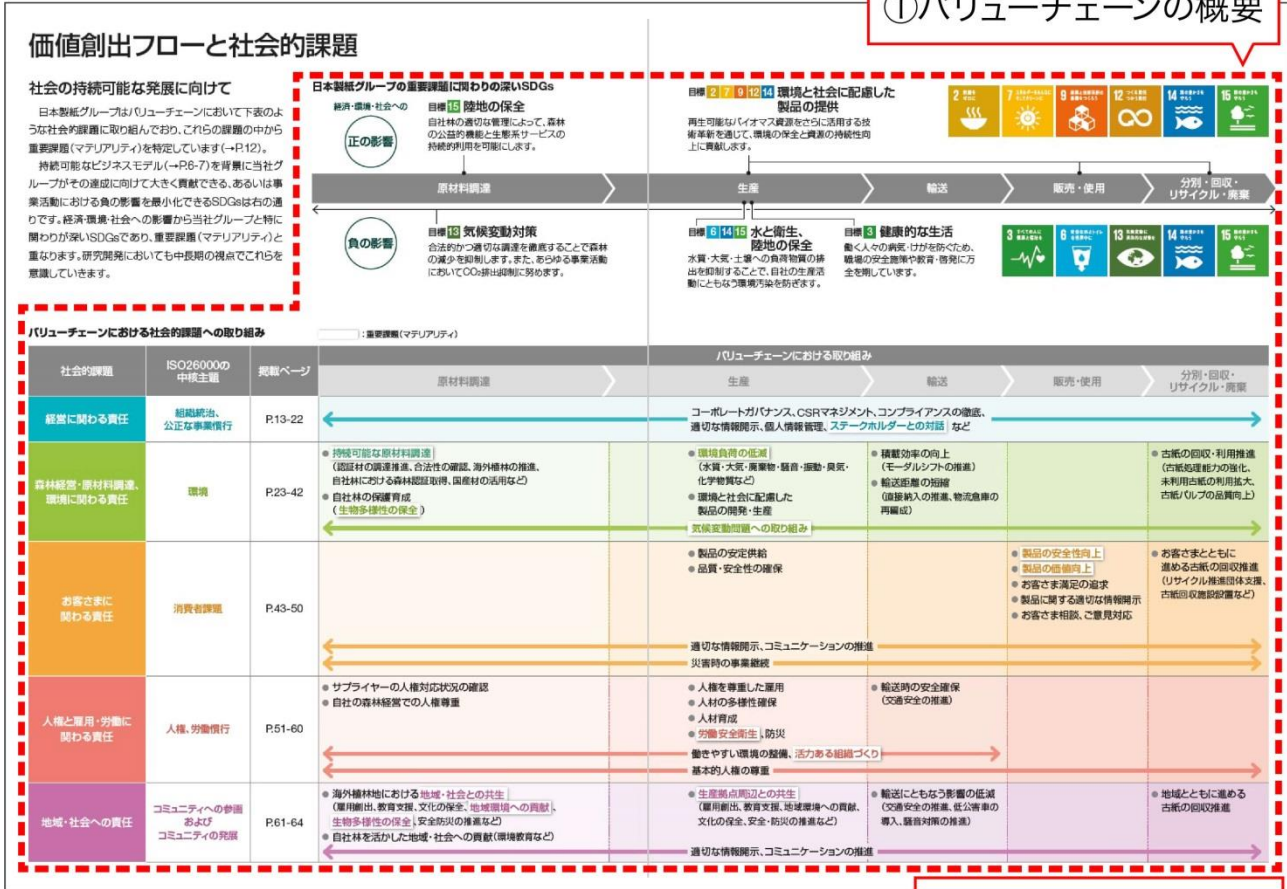 ①バリューチェーンの概要
価値創出フローと社会的課題
社会の持続可能な発展に向けて
日本製紙グループはバリューチェーンにおいて下表のよ
うな社会的課題に取り組んでおり、これらの課題の中から
重要課題(マテリアリティ)を特定しています(→P.12)。
持続可能なビジネスモデル(→P.6-7)を背景に当社グ
ループがその達成に向けて大きく貢献できる、あるいは事
業活動における負の影響を最小化できるSDGsは右の通
りです。経済・環境・社会への影響から当社グループと特に
関わりが深いSDGsであり、重要課題(マテリアリティ)と
重なります。研究開発においても中長期の視点でこれらを
意識していきます。
日本製紙グループの重要課題に関わりの深いSDGs
経済・環境・社会への
正の影響
目標 15 陸地の保全
自社林の適切な管理によって、森林
の公益的機能と生態系サービスの
持続的利用を可能にします。
目標 2 7 9 12 14 環境と社会に配慮した
製品の提供
再生可能なバイオマス資源をさらに活用する技
術革新を通じて、環境の保全と資源の持続性向
上に貢献します。
2 7 9 12 14 15
原材料調達 生産 輸送 販売・使用 分別・回収・
リサイクル・廃棄
負の影響
目標 13 気候変動対策
合法的かつ適切な調達を徹底することで森林
の減少を抑制します。また、あらゆる事業活動
においてCO₂排出抑制に努めます。
目標 6 14 15 水と衛生、
陸地の保全
水質・大気・土壌への負荷物質の排
出を抑制することで、自社の生産活
動にともなう環境汚染を防ぎます。
目標 3 健康的な生活
働く人々の病気・けがを防ぐため、
職場の安全施策や教育・啓発に万
全を期しています。
3 6 13 14 15
バリューチェーンにおける社会的課題への取り組み
:重要課題(マテリアリティ)
社会的課題 ISO26000の
中核主題 掲載ページ
バリューチェーンにおける取り組み
原材料調達 生産 輸送 販売・使用 分別・回収・
リサイクル・廃棄
経営に関わる責任
組織統治、
公正な事業慣行
P.13-22
コーポレートガバナンス、CSRマネジメント、コンプライアンスの徹底、
適切な情報開示、個人情報管理、ステークホルダーとの対話 など
森林経営・原材料調達、
環境に関わる責任
環境
P.23-42
● 持続可能な原材料調達
(認証材の調達推進、合法性の確認、海外植林の推進、
自社林における森林認証取得、国産材の活用など)
● 自社林の保護育成
(生物多様性の保全)
● 環境負荷の低減
(水質・大気・廃棄物・騒音・振動・臭気・
化学物質など)
● 環境と社会に配慮した
製品の開発・生産
● 積載効率の向上
(モーダルシフトの推進)
● 輸送距離の短縮
(直接納入の推進、物流倉庫の
再編成)
● 古紙の回収・利用推進
(古紙処理能力の強化、
未利用古紙の利用拡大、
古紙パルプの品質向上)
気候変動問題への取り組み
お客さまに
関わる責任
消費者課題
P.43-50
● 製品の安定供給
● 品質・安全性の確保
● 製品の安全性向上
● 製品の価値向上
● お客さま満足の追求
● 製品に関する適切な情報開示
● お客さま相談、ご意見対応
● お客さまとともに
進める古紙の回収推進
(リサイクル推進団体支援、
古紙回収施設設置など)
適切な情報開示、コミュニケーションの推進
災害時の事業継続
人権と雇用・労働に
関わる責任
人権、労働慣行
P.51-60
● サプライヤーの人権対応状況の確認
● 自社の森林経営での人権尊重
● 人権を尊重した雇用
● 人材の多様性確保
● 人材育成
● 労働安全衛生、防災
● 輸送時の安全確保
(交通安全の推進)
働きやすい環境の整備、活力ある組織づくり
基本的人権の尊重
地域・社会への責任
コミュニティへの参画
および
コミュニティの発展
P.61-64
● 海外植林地における地域・社会との共生
(雇用創出、教育支援、文化の保全、地域環境への貢献、
生物多様性の保全、安全防災の推進など)
● 自社林を活かした地域・社会への貢献(環境教育など)
● 生産拠点周辺との共生
(雇用創出、教育支援、地域環境への貢献、
文化の保全、安全・防災の推進など)
● 輸送にともなう影響の低減
(交通安全の推進、低公害車の
導入、騒音対策の推進)
● 地域とともに進める
古紙の回収推進
適切な情報開示、コミュニケーションの推進